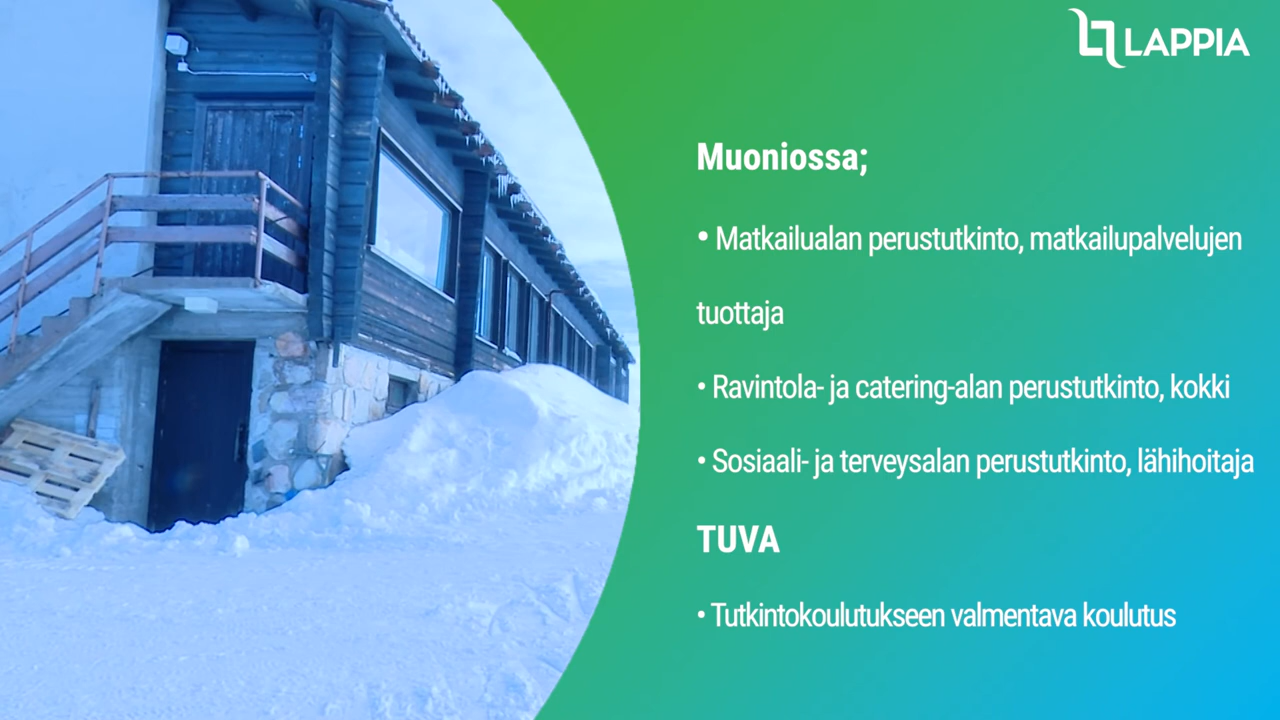 LAPPIA
Muoniossa;
• Matkailualan perustutkinto, matkailupalvelujen
tuottaja
• Ravintola- ja catering-alan perustutkinto, kokki
• Sosiaali- ja terveysalan perustutkinto, lähihoitaja
TUVA
• Tutkintokoulutukseen valmentava koulutus